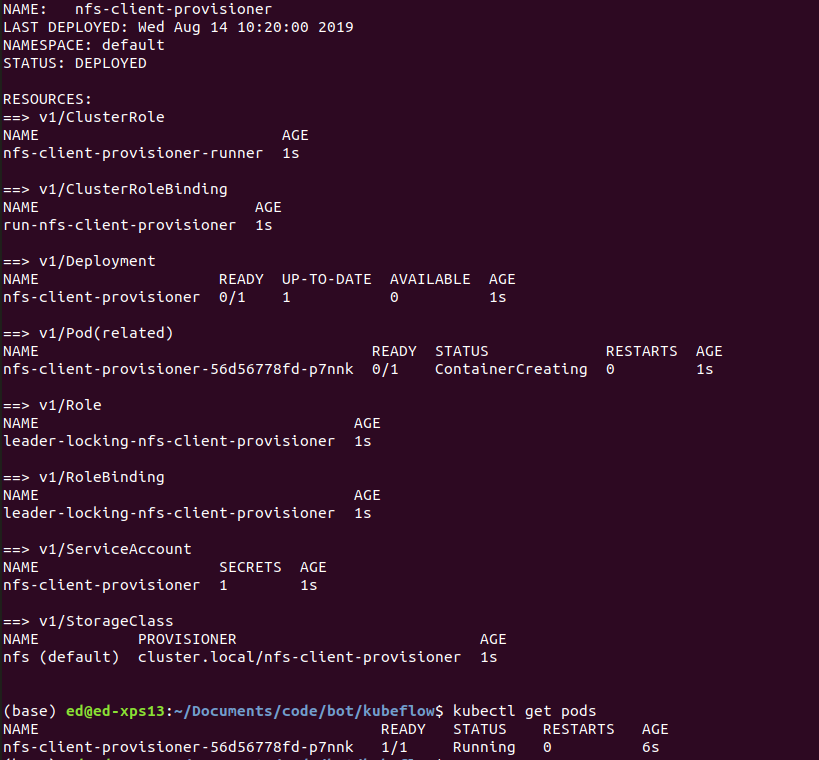 NAME:   nfs-client-provisioner
LAST DEPLOYED: Wed Aug 14 10:20:00 2019
NAMESPACE: default
STATUS: DEPLOYED

RESOURCES:
==> v1/ClusterRole
NAME                           AGE
nfs-client-provisioner-runner  1s

==> v1/ClusterRoleBinding
NAME                        AGE
run-nfs-client-provisioner  1s

==> v1/Deployment
NAME                    READY  UP-TO-DATE  AVAILABLE  AGE
nfs-client-provisioner  0/1    1           0          1s

==> v1/Pod(related)
NAME                                     READY  STATUS             RESTARTS  AGE
nfs-client-provisioner-56d56778fd-p7nnk  0/1    ContainerCreating  0         1s

==> v1/Role
NAME                                   AGE
leader-locking-nfs-client-provisioner  1s

==> v1/RoleBinding
NAME                                   AGE
leader-locking-nfs-client-provisioner  1s

==> v1/ServiceAccount
NAME                    SECRETS  AGE
nfs-client-provisioner  1        1s

==> v1/StorageClass
NAME           PROVISIONER                           AGE
nfs (default)  cluster.local/nfs-client-provisioner  1s

(base) ed@ed-xps13:~/Documents/code/bot/kubeflow$ kubectl get pods
NAME                                      READY   STATUS    RESTARTS   AGE
nfs-client-provisioner-56d56778fd-p7nnk   1/1     Running   0          6s